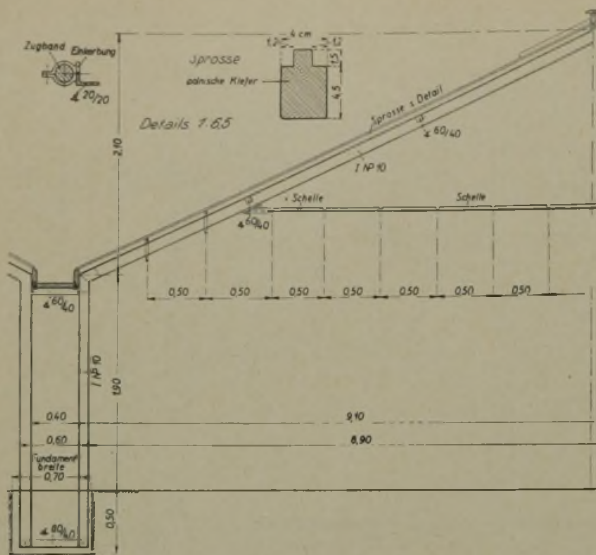 4 cm
1,2
1,2
Zugband
Einkerbung
Sprosse
1,5
polnische Kiefer
4,5
∡ 20/20
Details 1:6,5
2,10
Sprosse s. Detail
∡ 60/40
I NP 10
Schelle
Schelle
∡ 60/40
0,50
0,50
0,50
0,50
0,50
0,50
0,50
∡ 60/40
I NP 10
1,90
0,40
9,10
0,60
8,90
Fundament
breite
0,70
0,50